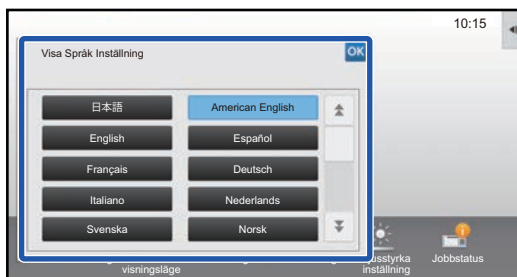 10:15
Visa Språk Inställning
OK
日本語
American English
English
Español
Français
Deutsch
Italiano
Nederlands
Svenska
Norsk
visningsläge
inställning
Jobbstatus